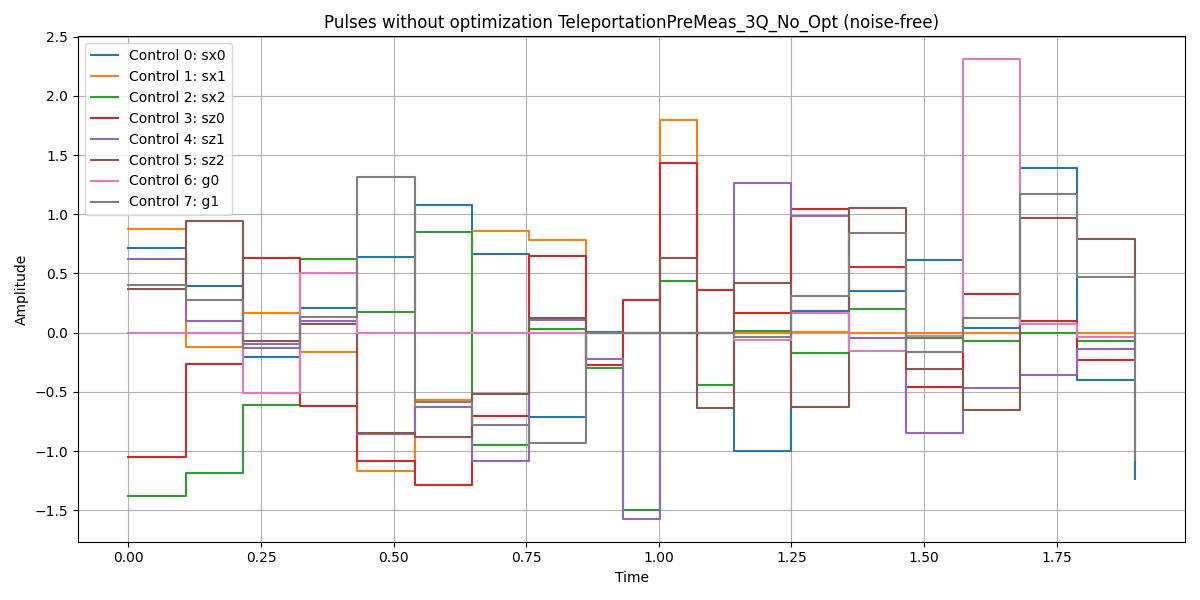 Pulses without optimization TeleportationPreMeas_3Q_No_Opt (noise-free)
2.5
2.0
1.5
1.0
0.5
0.0
−0.5
−1.0
−1.5
Amplitude
Control 0: sx0
Control 1: sx1
Control 2: sx2
Control 3: sz0
Control 4: sz1
Control 5: sz2
Control 6: g0
Control 7: g1
0.00 0.25 0.50 0.75 1.00 1.25 1.50 1.75
Time